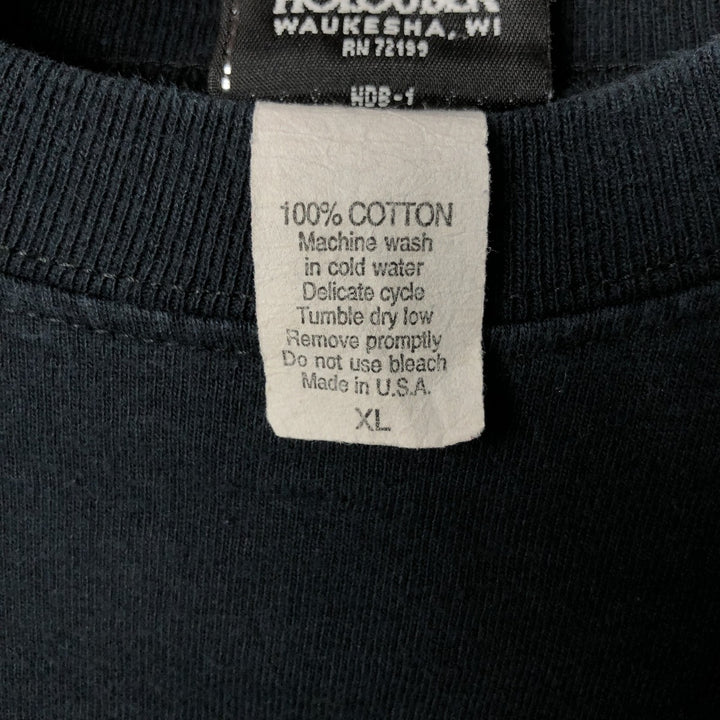 HOLOUBEK
WAUKESHA, WI
RN 72199
HDB-1
100% COTTON
Machine wash
in cold water
Delicate cycle
Tumble dry low
Remove promptly
Do not use bleach
Made in U.S.A.
XL